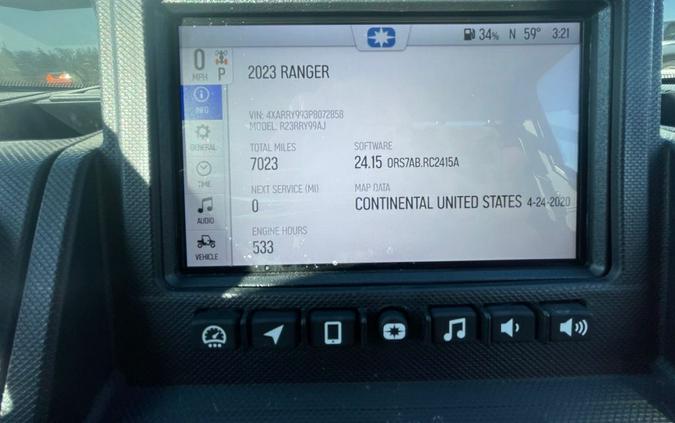 34% N 59° 3:21
0
MPH P
2023 RANGER
INFO
VIN: 4XARRY993P8072858
MODEL: R23RRY99AJ
GENERAL
TOTAL MILES
7023
SOFTWARE
24.15 ORS7AB.RC2415A
TIME
NEXT SERVICE (MI)
0
MAP DATA
CONTINENTAL UNITED STATES 4-24-2020
AUDIO
ENGINE HOURS
533
VEHICLE